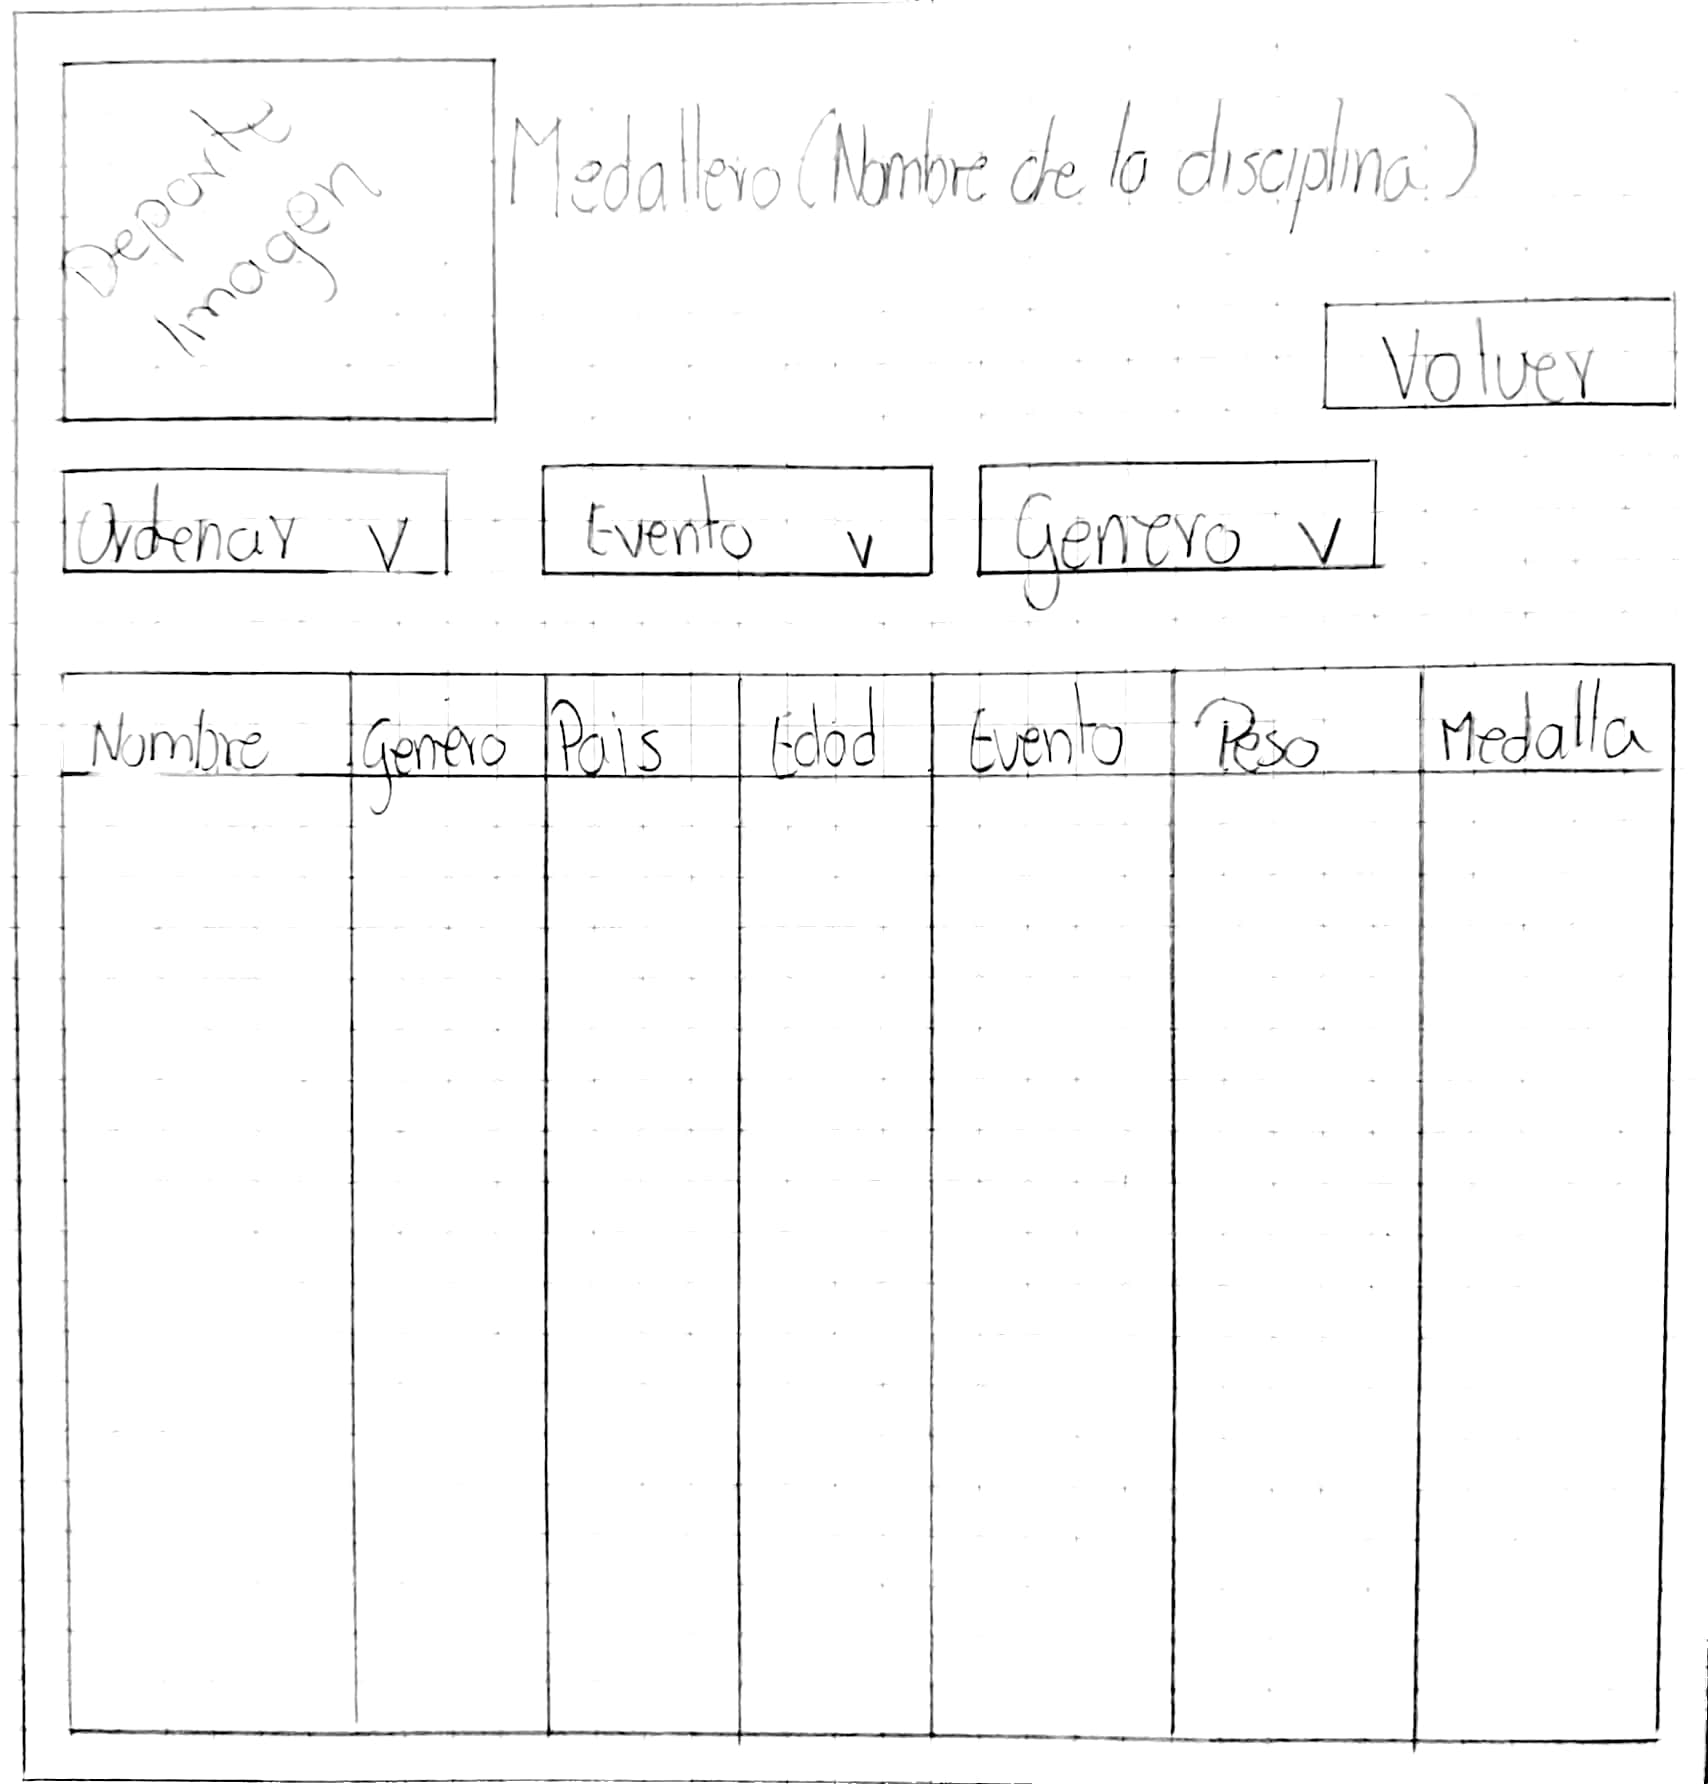 Deporte
Imagen
Medallero (Nombre de la disciplina)
Volver
Ordenar v
Evento v
Genero v
Nombre Genero Pais Edad Evento Peso Medalla